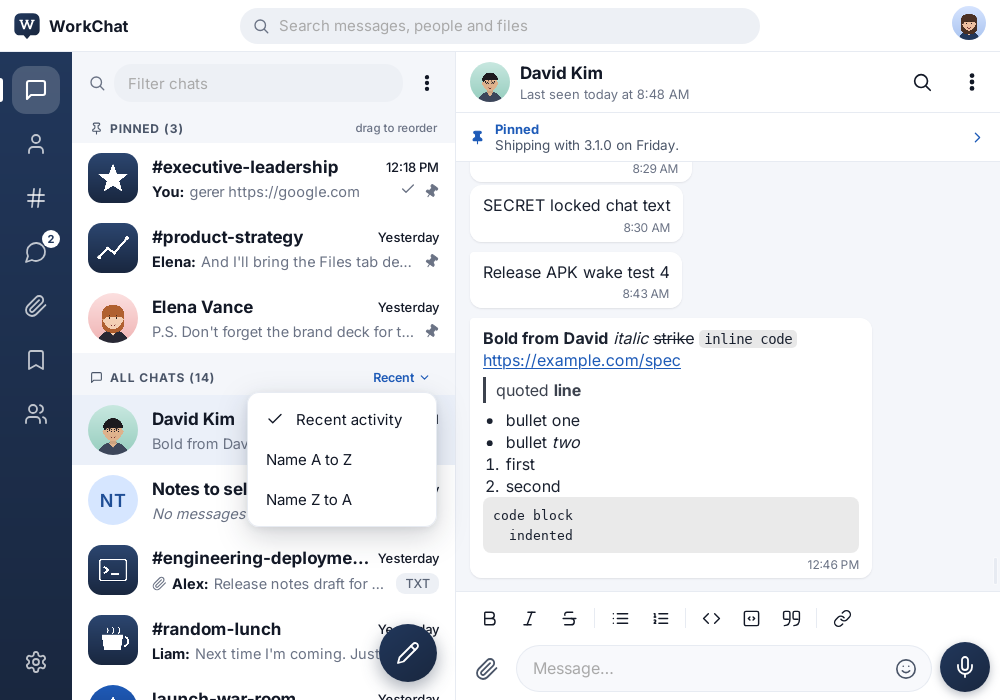 W WorkChat
Search messages, people and files
2
Filter chats
PINNED (3)
drag to reorder
#executive-leadership
12:18 PM
You: gerer https://google.com
#product-strategy
Yesterday
Elena: And I'll bring the Files tab de...
Elena Vance
Yesterday
P.S. Don't forget the brand deck for t...
ALL CHATS (14)
Recent
David Kim
Bold from Dav
Recent activity
Name A to Z
Name Z to A
NT
Notes to sel
No messages
#engineering-deployme...
Yesterday
Alex: Release notes draft for ...
TXT
#random-lunch
Liam: Next time I'm coming. Just
launch-war-room
Yesterday
David Kim
Last seen today at 8:48 AM
Pinned
Shipping with 3.1.0 on Friday.
8:29 AM
SECRET locked chat text
8:30 AM
Release APK wake test 4
8:43 AM
Bold from David italic strike inline code
https://example.com/spec
quoted line
• bullet one
• bullet two
1. first
2. second
code block
  indented
12:46 PM
Message...